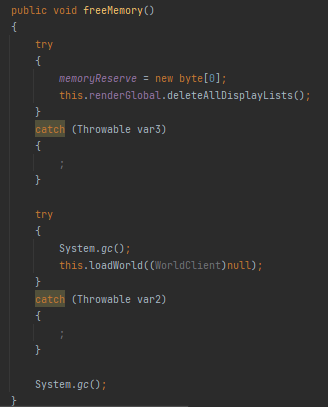 public void freeMemory()
{
    try
    {
        memoryReserve = new byte[0];
        this.renderGlobal.deleteAllDisplayLists();
    }
    catch (Throwable var3)
    {
        ;
    }

    try
    {
        System.gc();
        this.loadWorld((WorldClient)null);
    }
    catch (Throwable var2)
    {
        ;
    }

    System.gc();
}